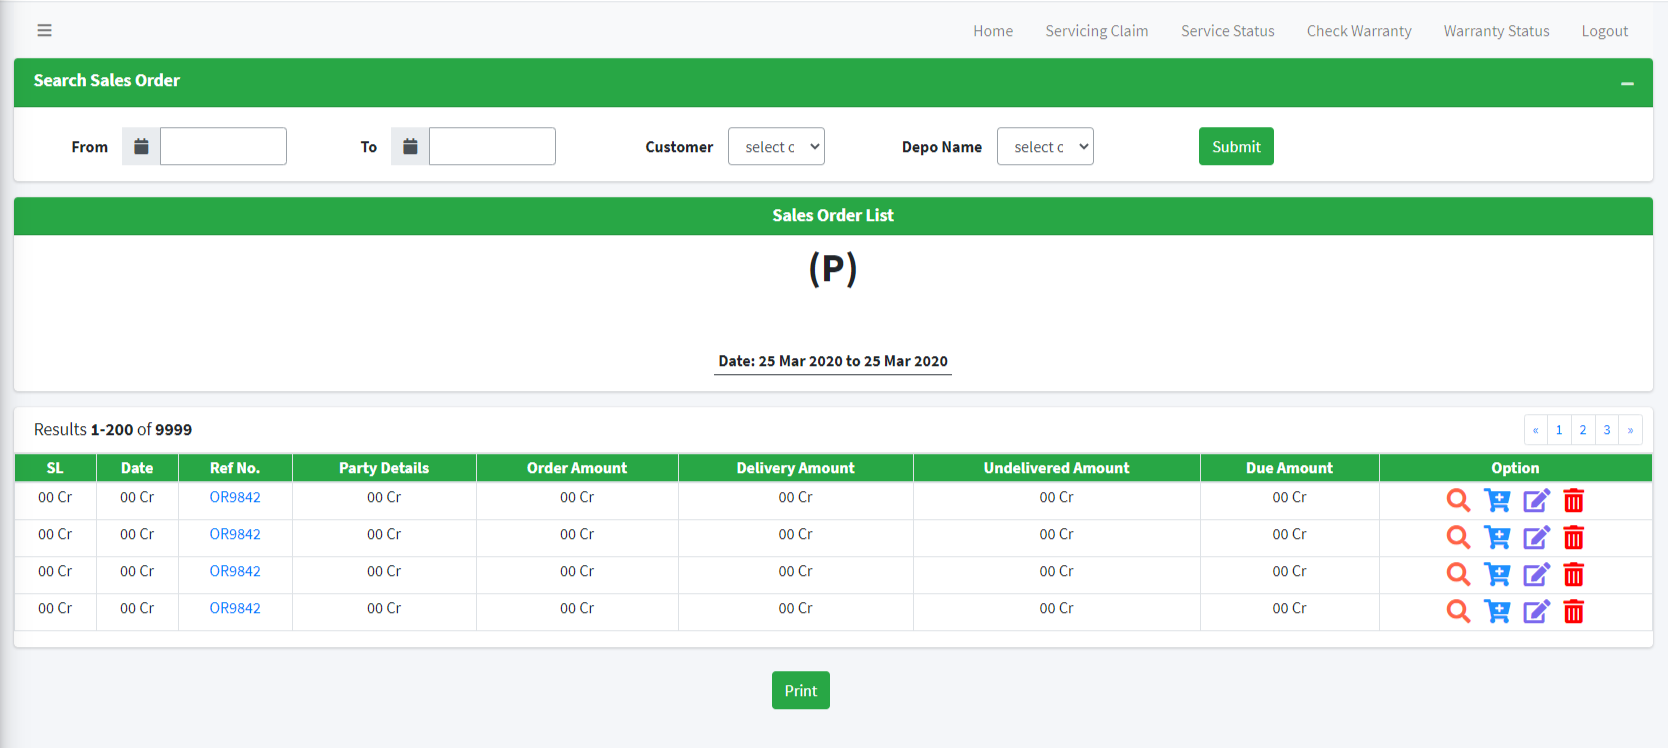 Home Servicing Claim Service Status Check Warranty Warranty Status Logout
Search Sales Order
From To Customer select c Depo Name select c Submit
Sales Order List
(P)
Date: 25 Mar 2020 to 25 Mar 2020
Results 1-200 of 9999 « 1 2 3 »
SL Date Ref No. Party Details Order Amount Delivery Amount Undelivered Amount Due Amount Option
00 Cr 00 Cr OR9842 00 Cr 00 Cr 00 Cr 00 Cr 00 Cr
00 Cr 00 Cr OR9842 00 Cr 00 Cr 00 Cr 00 Cr 00 Cr
00 Cr 00 Cr OR9842 00 Cr 00 Cr 00 Cr 00 Cr 00 Cr
00 Cr 00 Cr OR9842 00 Cr 00 Cr 00 Cr 00 Cr 00 Cr
Print